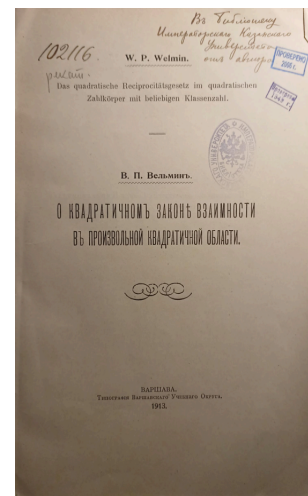 Въ Библіотеку
Императорскаго Казанскаго
Университета
отъ автора
102116.
ПРОВЕРЕНО
W. P. Welmin.
Das quadratische Reciprocitätsgesetz im quadratischen
Zahlkörper mit beliebigen Klassenzahl.
В. П. Вельминъ.
О КВАДРАТИЧНОМЪ ЗАКОНѢ ВЗАИМНОСТИ
ВЪ ПРОИЗВОЛЬНОЙ КВАДРАТИЧНОЙ ОБЛАСТИ.
ВАРШАВА.
Типографія Варшавскаго Учебнаго Округа.
1913.